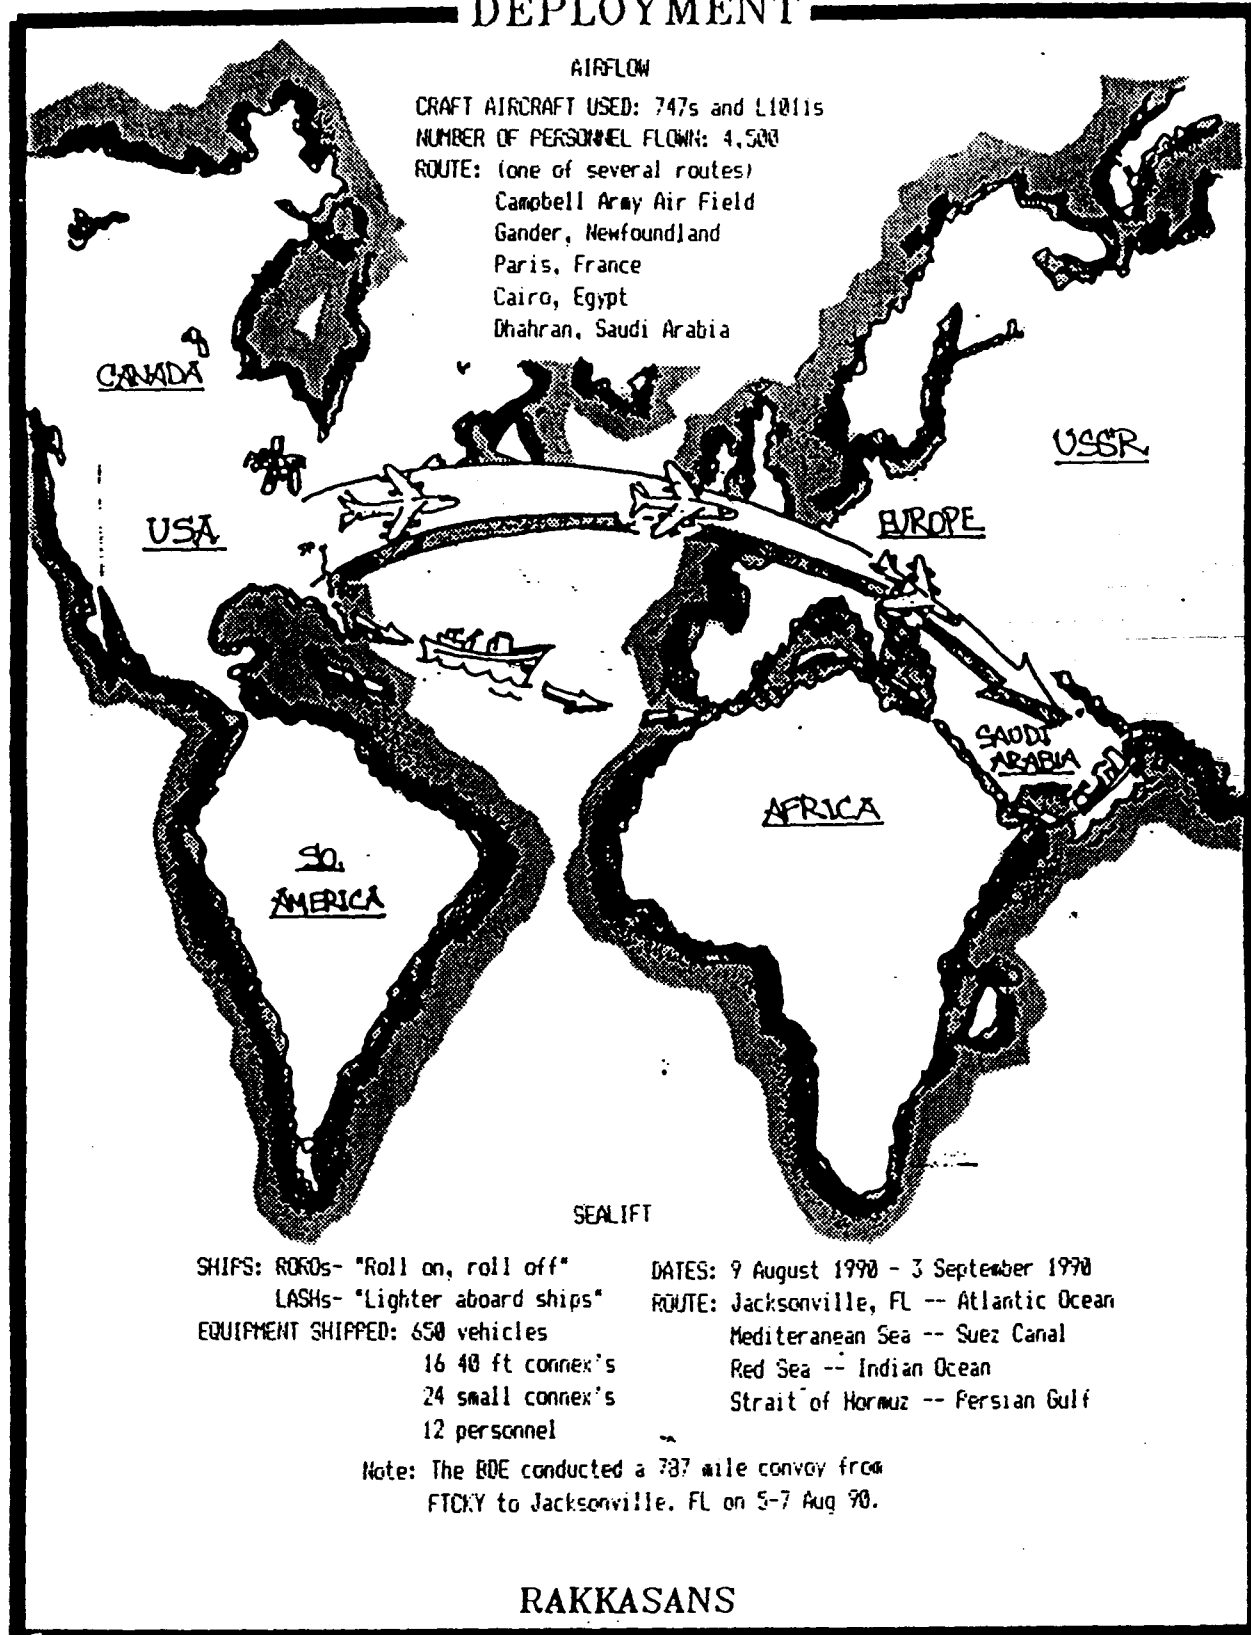 DEPLOYMENT
AIRFLOW
CRAFT AIRCRAFT USED: 747s and L1011s
NUMBER OF PERSONNEL FLOWN: 4,500
ROUTE: (one of several routes)
Campbell Army Air Field
Gander, Newfoundland
Paris, France
Cairo, Egypt
Dhahran, Saudi Arabia
CANADA
USSR
USA
EUROPE
SAUDI
ARABIA
AFRICA
SO.
AMERICA
SEALIFT
SHIPS: ROROs- "Roll on, roll off"
LASHs- "Lighter aboard ships"
EQUIPMENT SHIPPED: 650 vehicles
16 40 ft connex's
24 small connex's
12 personnel
DATES: 9 August 1990 - 3 September 1990
ROUTE: Jacksonville, FL -- Atlantic Ocean
Mediteranean Sea -- Suez Canal
Red Sea -- Indian Ocean
Strait of Hormuz -- Persian Gulf
Note: The BDE conducted a 787 mile convoy from
FTCKY to Jacksonville, FL on 5-7 Aug 90.
RAKKASANS